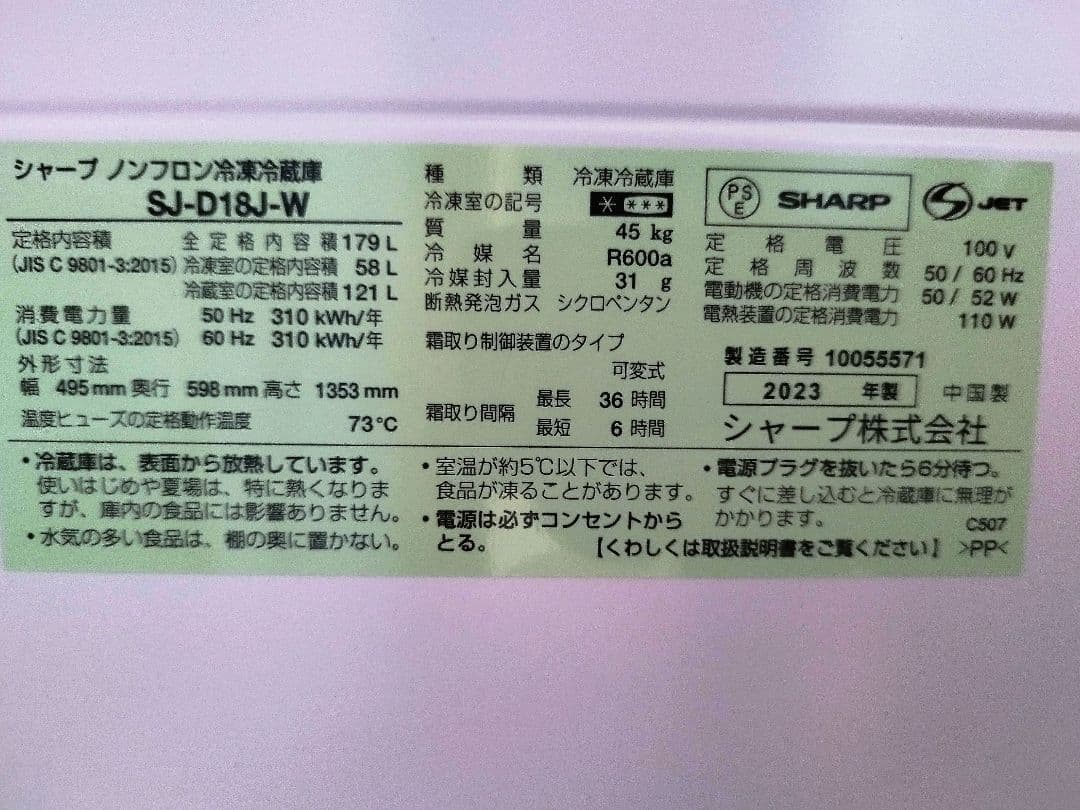 シャープ ノンフロン冷凍冷蔵庫
SJ-D18J-W
定格内容積 全定格内容積 179 L
(JIS C 9801-3:2015) 冷凍室の定格内容積 58 L
冷蔵室の定格内容積 121 L
消費電力量 50 Hz 310 kWh/年
(JIS C 9801-3:2015) 60 Hz 310 kWh/年
外形寸法
幅 495 mm 奥行 598 mm 高さ 1353 mm
温度ヒューズの定格動作温度 73℃
種類 冷凍冷蔵庫
冷凍室の記号 * ***
質量 45 kg
冷媒名 R600a
冷媒封入量 31 g
断熱発泡ガス シクロペンタン
霜取り制御装置のタイプ
可変式
霜取り間隔 最長 36 時間
最短 6 時間
PSE SHARP JET
定格電圧 100 V
定格周波数 50 / 60 Hz
電動機の定格消費電力 50 / 52 W
電熱装置の定格消費電力 110 W
製造番号 10055571
2023 年製 中国製
シャープ株式会社
・冷蔵庫は、表面から放熱しています。
使いはじめや夏場は、特に熱くなりま
すが、庫内の食品には影響ありません。
・水気の多い食品は、棚の奥に置かない。
・室温が約5℃以下では、
食品が凍ることがあります。
・電源は必ずコンセントから
とる。
・電源プラグを抜いたら6分待つ。
すぐに差し込むと冷蔵庫に無理が
かかります。 C507
【くわしくは取扱説明書をご覧ください】 >PP<